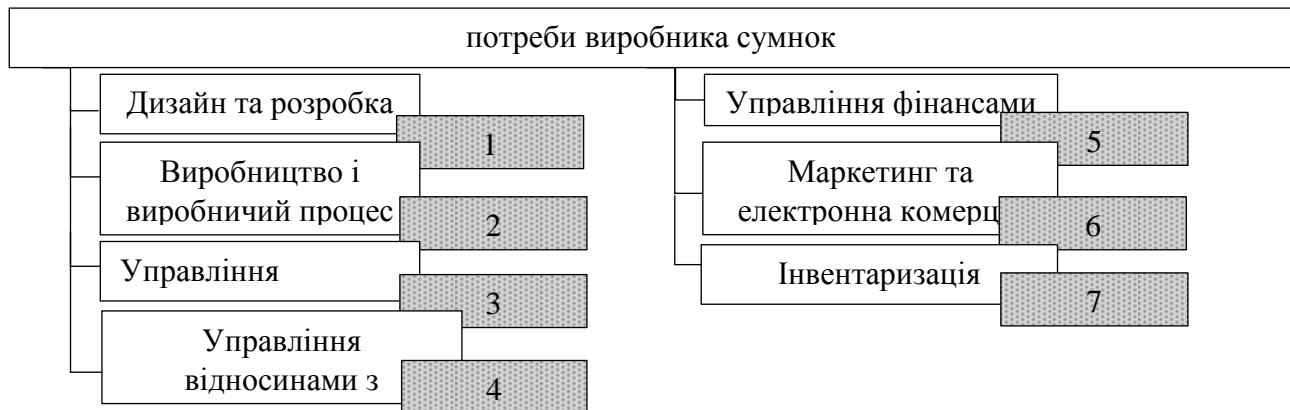 потреби виробника сумнок
Дизайн та розробка
1
Виробництво і
виробничий процес
2
Управління
3
Управління
відносинами з
4
Управління фінансами
5
Маркетинг та
електронна комерц
6
Інвентаризація
7